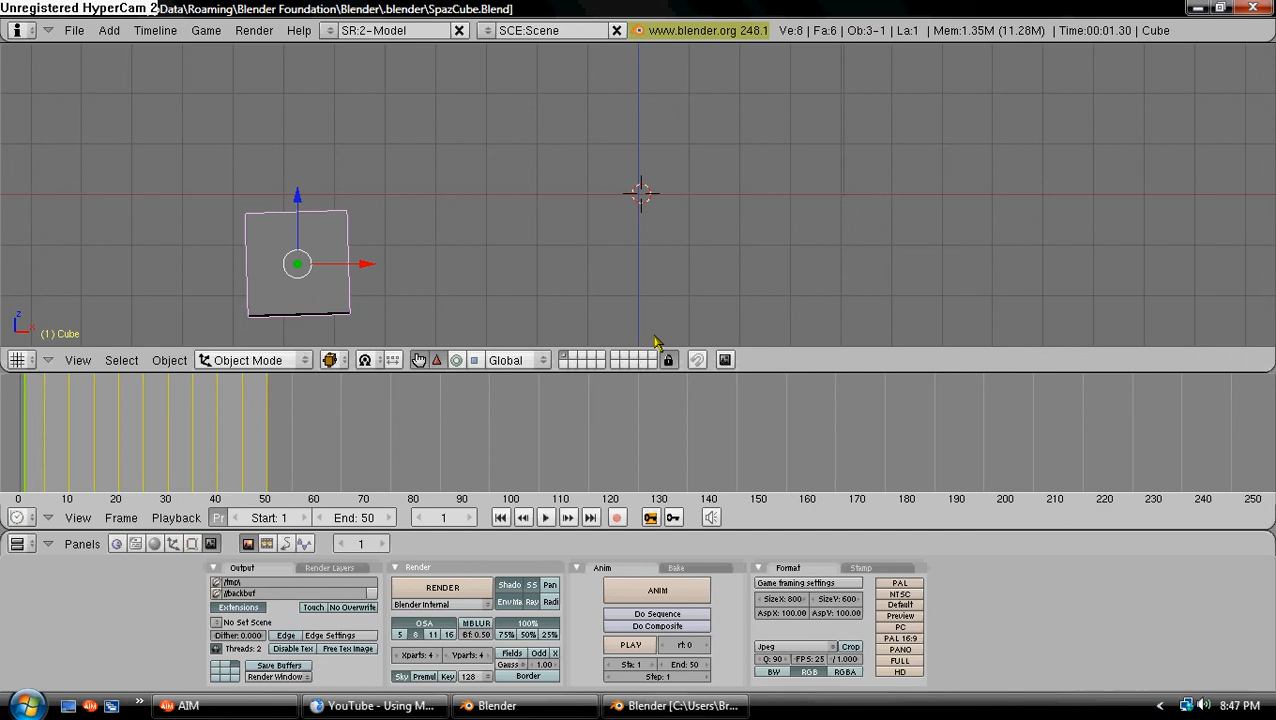 Unregistered HyperCam 2
\Data\Roaming\Blender Foundation\Blender\.blender\SpazCube.Blend]
File Add Timeline Game Render Help SR:2-Model SCE:Scene www.blender.org 248.1 Ve:8 | Fa:6 | Ob:3-1 | La:1 | Mem:1.35M (11.28M) | Time:00:01.30 | Cube
z
x
(1) Cube
View Select Object Object Mode Global
0 10 20 30 40 50 60 70 80 90 100 110 120 130 140 150 160 170 180 190 200 210 220 230 240 250
View Frame Playback Pr Start: 1 End: 50 1
Panels 1
Output Render Layers Render Anim Bake Format Stamp
/tmp\ RENDER Shado SS Pan ANIM Game framing settings PAL
//backbuf EnvMa Ray Radi NTSC
Extensions Touch No Overwrite Blender Internal Do Sequence SizeX: 800 SizeY: 600 Default
No Set Scene OSA MBLUR 100% Do Composite AspX: 100.00 AspY: 100.00 Preview
Dither: 0.000 Edge Edge Settings 5 8 11 16 Bf: 0.50 75% 50% 25% PC
Threads: 2 Disable Tex Free Tex Image Xparts: 4 Yparts: 4 Fields Odd X PLAY rt: 0 Jpeg Crop PAL 16:9
Save Buffers Gauss 1.00 Sta: 1 End: 50 Q: 90 FPS: 25 / 1.000 PANO
Render Window Sky Premul Key 128 Border Step: 1 BW RGB RGBA FULL
HD
AIM YouTube - Using M... Blender Blender [C:\Users\Br... 8:47 PM